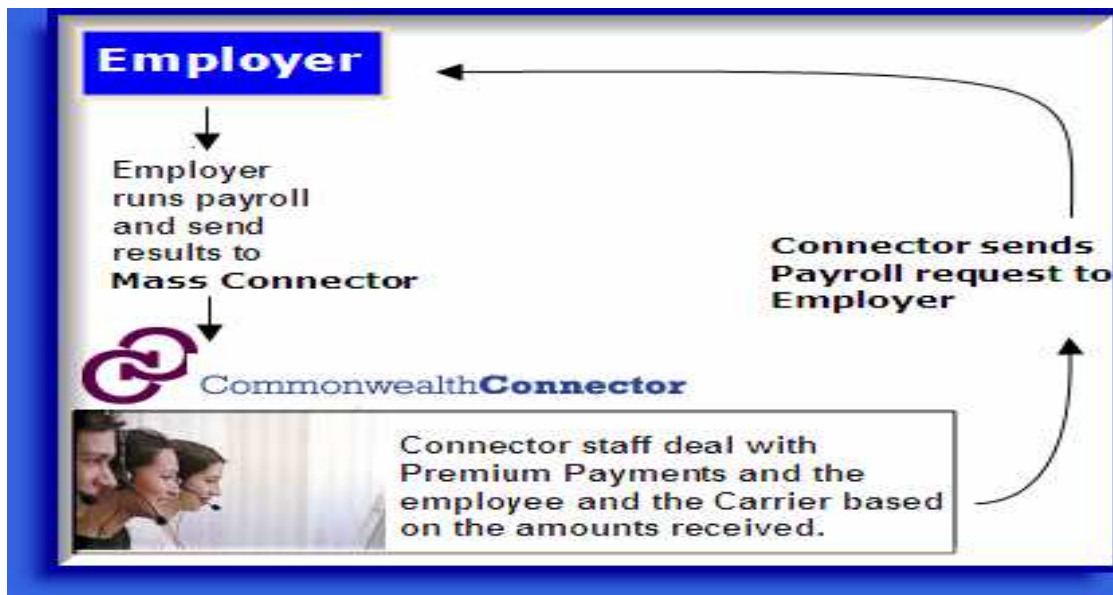 Employer
Employer
runs payroll
and send
results to
Mass Connector
CommonwealthConnector
Connector staff deal with
Premium Payments and the
employee and the Carrier based
on the amounts received.
Connector sends
Payroll request to
Employer